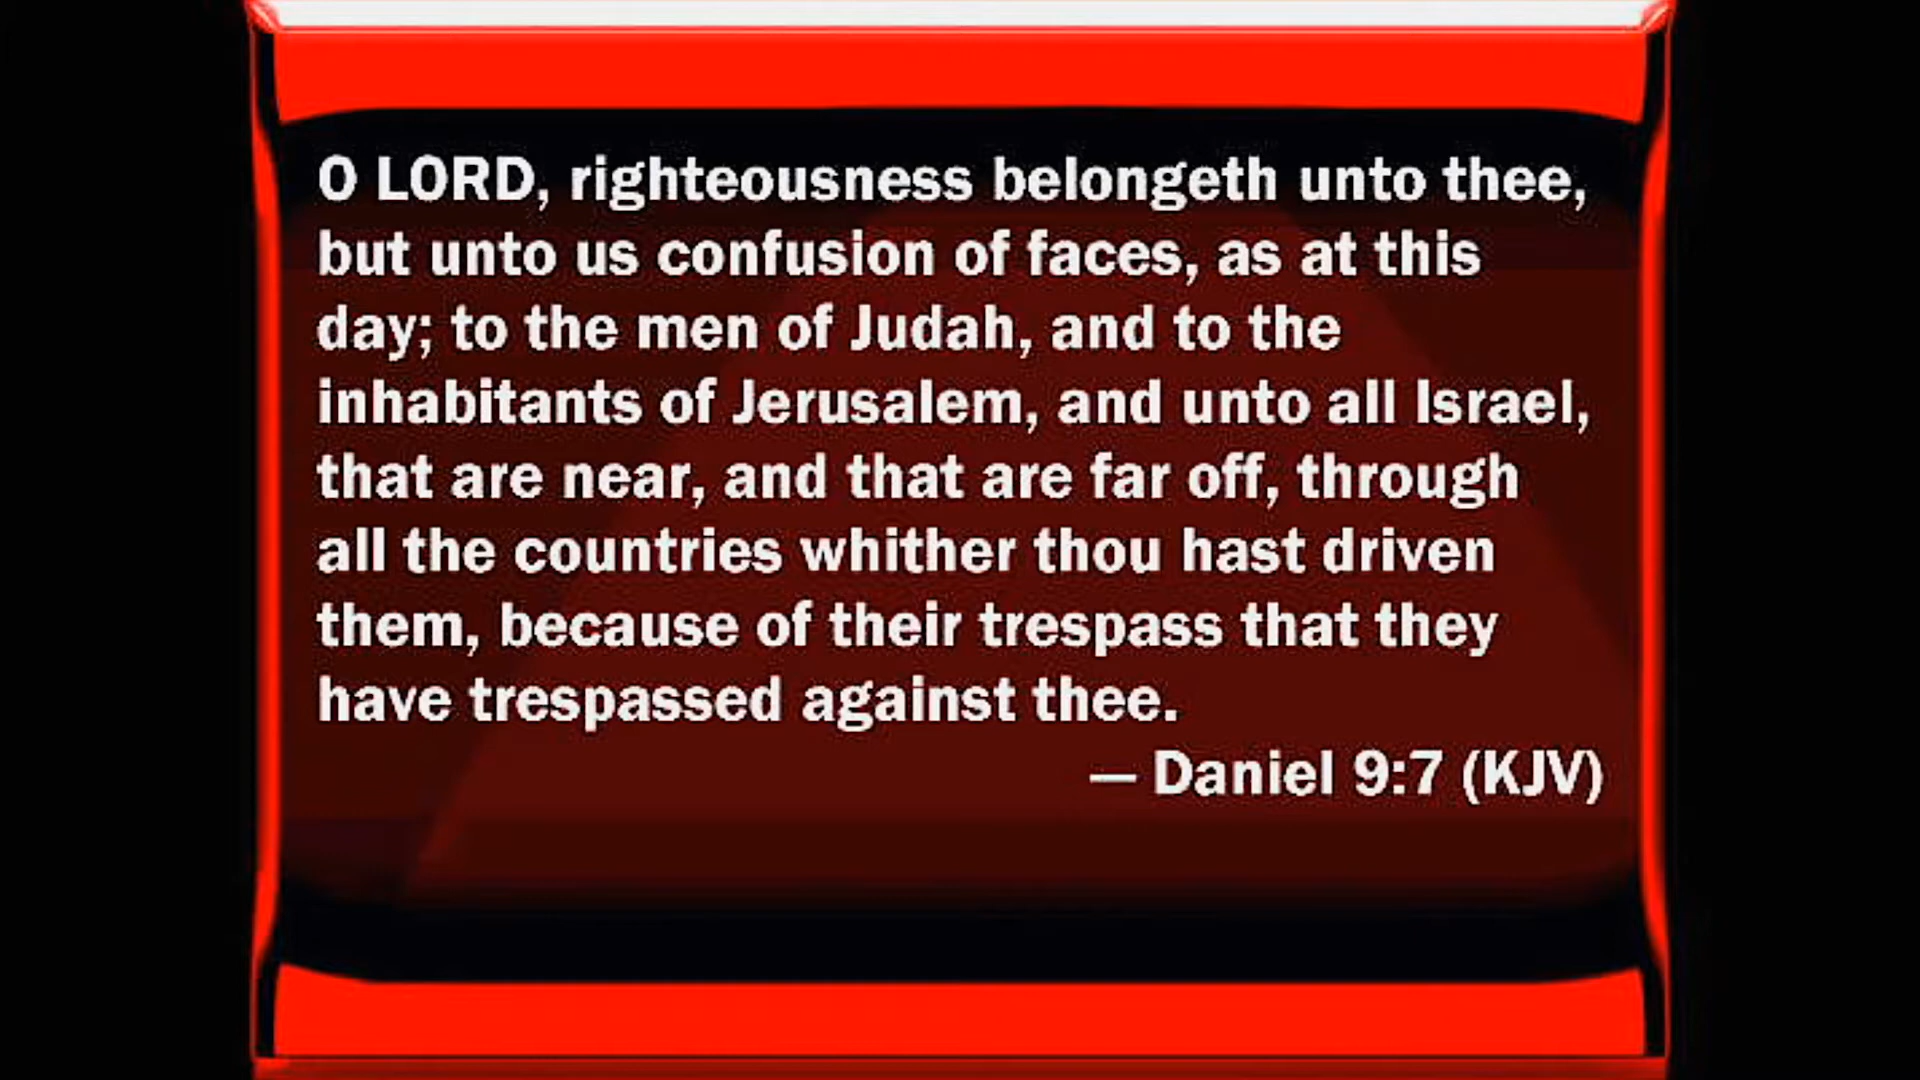 O LORD, righteousness belongeth unto thee,
but unto us confusion of faces, as at this
day; to the men of Judah, and to the
inhabitants of Jerusalem, and unto all Israel,
that are near, and that are far off, through
all the countries whither thou hast driven
them, because of their trespass that they
have trespassed against thee.
— Daniel 9:7 (KJV)